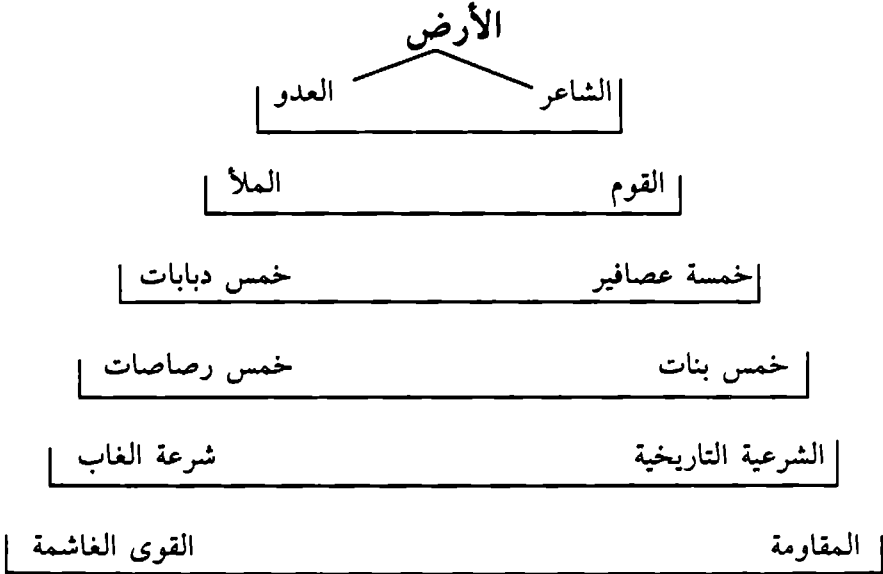 الأرض
الشاعر العدو
القوم الملأ
خمسة عصافير خمس دبابات
خمس بنات خمس رصاصات
الشرعية التاريخية شرعة الغاب
المقاومة القوى الغاشمة